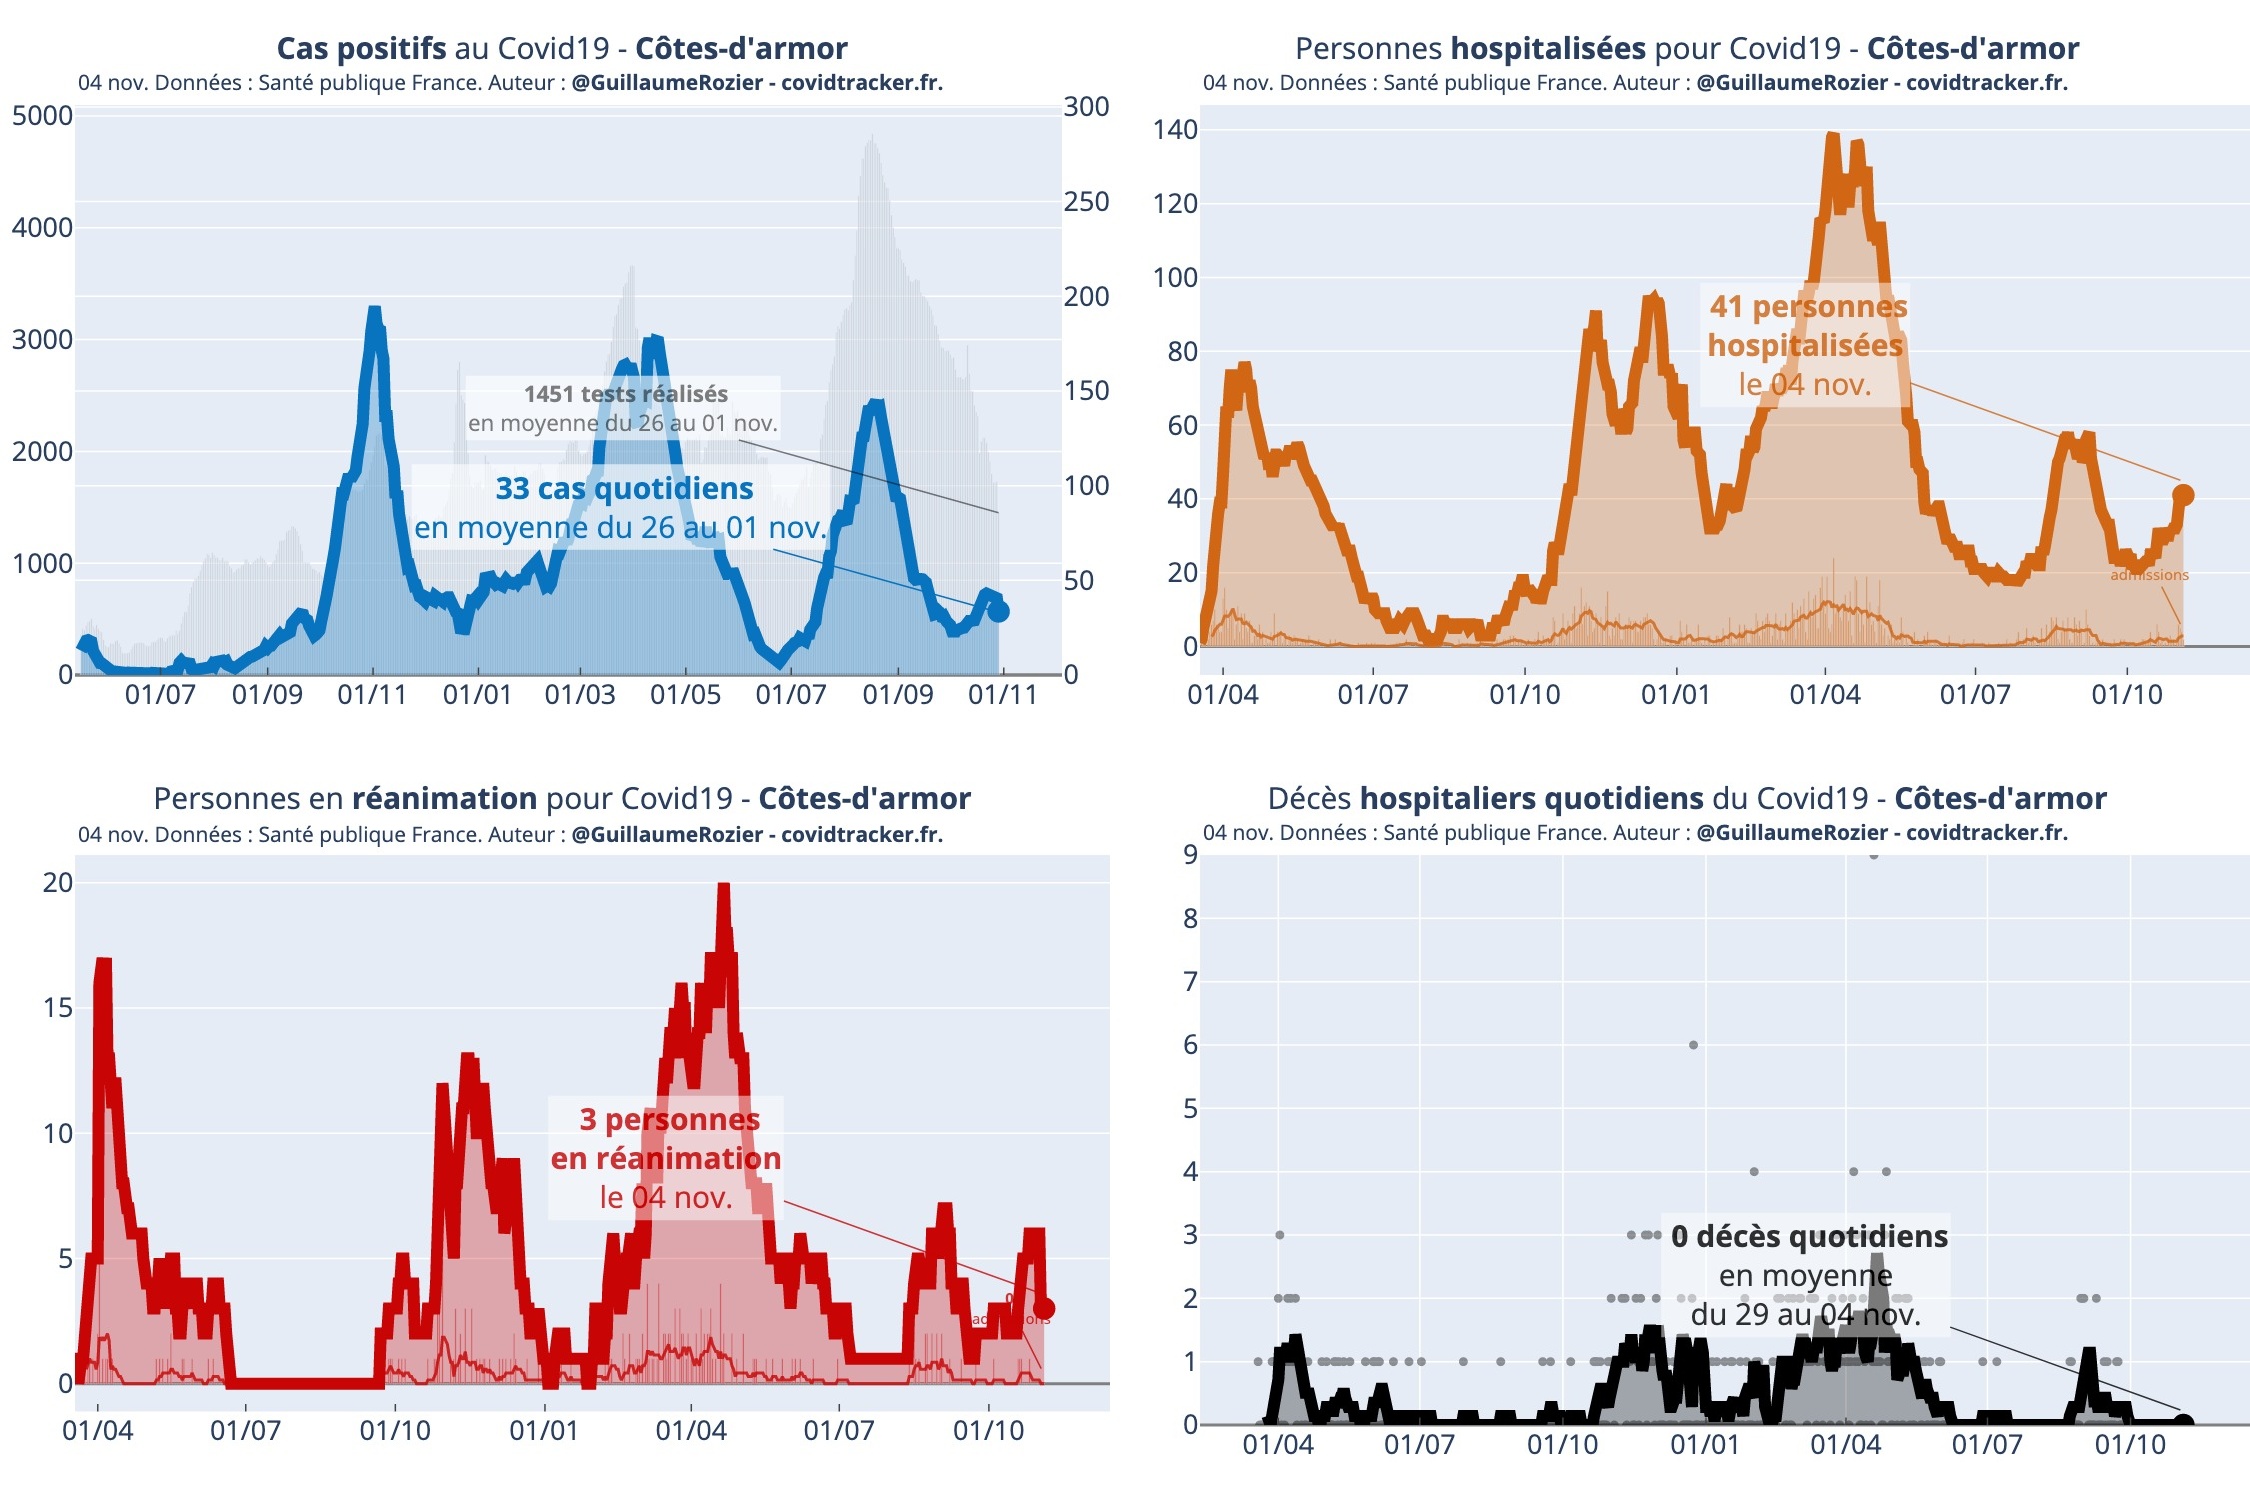 Cas positifs au Covid19 - Côtes-d'armor
04 nov. Données : Santé publique France. Auteur : @GuillaumeRozier - covidtracker.fr.
5000
4000
3000
2000
1000
0
300
250
200
150
100
50
0
1451 tests réalisés
en moyenne du 26 au 01 nov.
33 cas quotidiens
en moyenne du 26 au 01 nov.
01/07 01/09 01/11 01/01 01/03 01/05 01/07 01/09 01/11
Personnes hospitalisées pour Covid19 - Côtes-d'armor
04 nov. Données : Santé publique France. Auteur : @GuillaumeRozier - covidtracker.fr.
140
120
100
80
60
40
20
0
41 personnes
hospitalisées
le 04 nov.
admissions
01/04 01/07 01/10 01/01 01/04 01/07 01/10
Personnes en réanimation pour Covid19 - Côtes-d'armor
04 nov. Données : Santé publique France. Auteur : @GuillaumeRozier - covidtracker.fr.
20
15
10
5
0
3 personnes
en réanimation
le 04 nov.
01/04 01/07 01/10 01/01 01/04 01/07 01/10
Décès hospitaliers quotidiens du Covid19 - Côtes-d'armor
04 nov. Données : Santé publique France. Auteur : @GuillaumeRozier - covidtracker.fr.
9
8
7
6
5
4
3
2
1
0
0 décès quotidiens
en moyenne
du 29 au 04 nov.
01/04 01/07 01/10 01/01 01/04 01/07 01/10